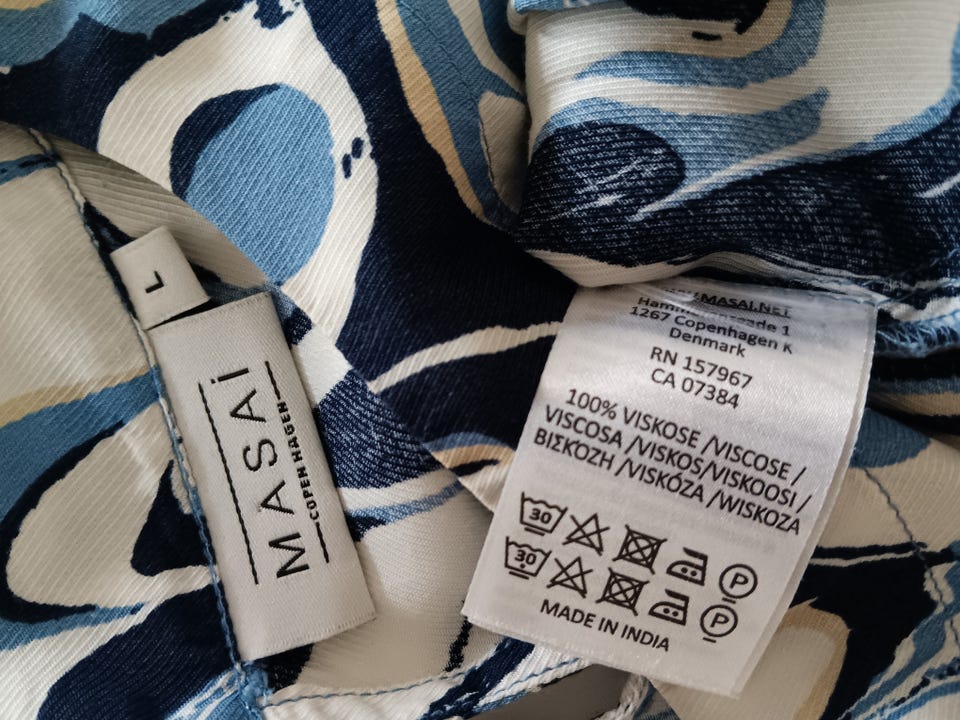 L
MASAi
COPENHAGEN
MASAI.NET
1267 Copenhagen K
Denmark
RN 157967
CA 07384
100% VISKOSE /VISCOSE /
VISCOSA /VISKOS/VISKOOSI /
ΒΙΣΚΌΖΗ /VISKÓZA /WISKOZA
30
P
30
P
MADE IN INDIA